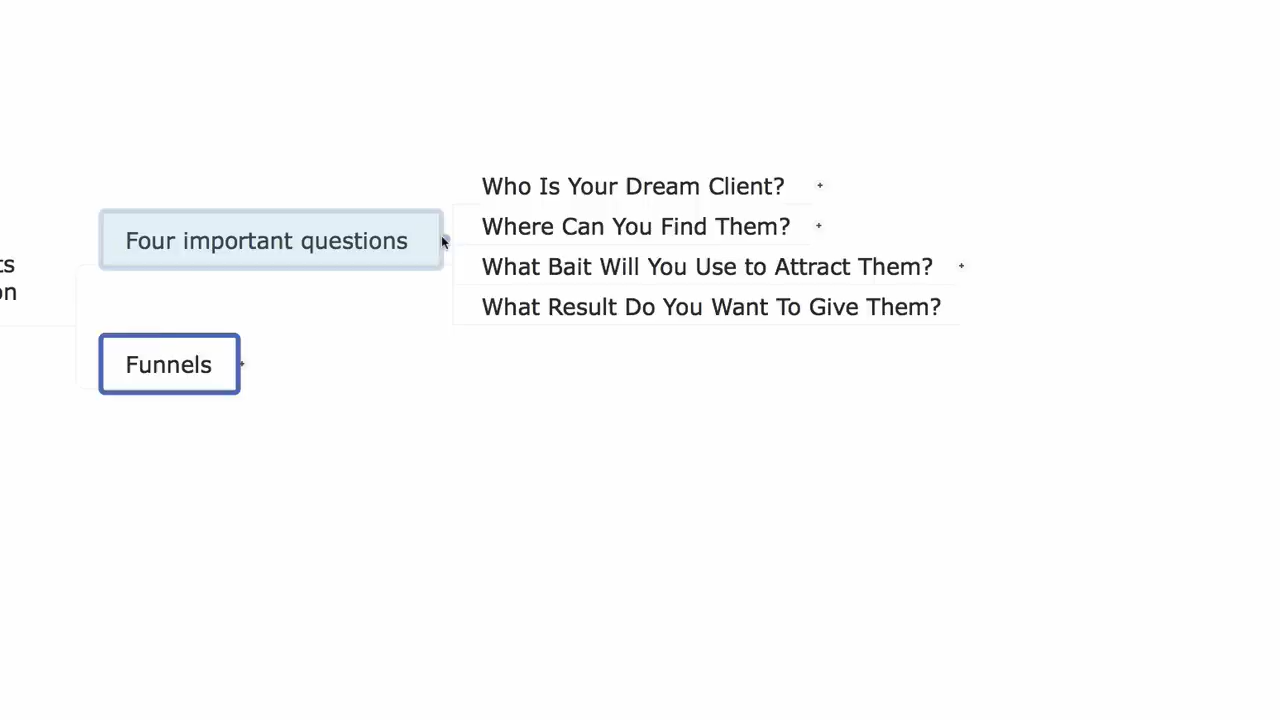 Who Is Your Dream Client?
Where Can You Find Them?
Four important questions
What Bait Will You Use to Attract Them?
What Result Do You Want To Give Them?
Funnels